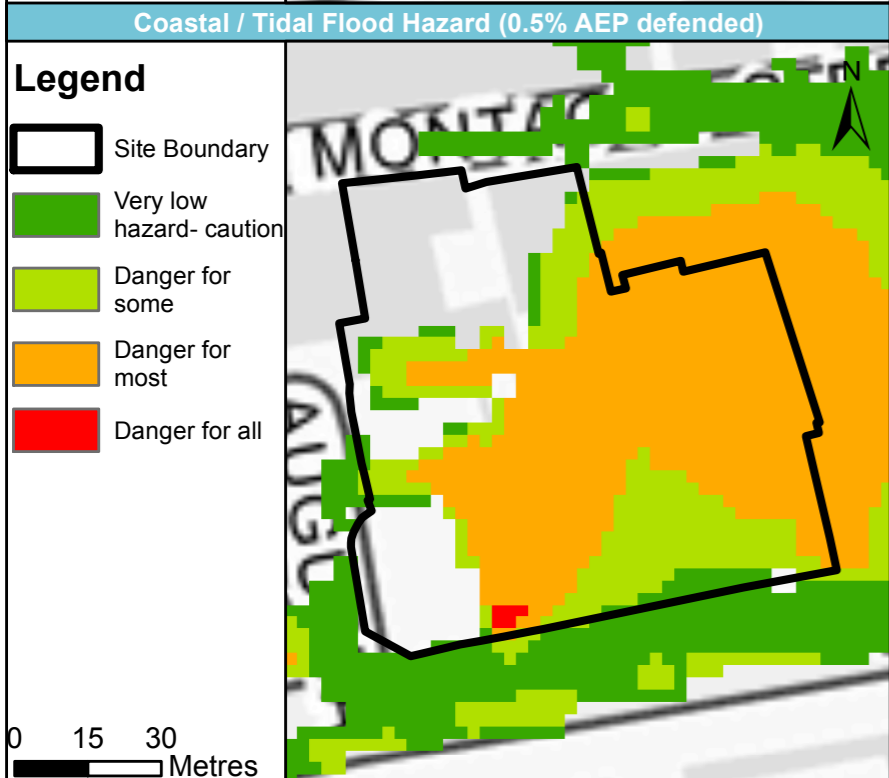 Coastal / Tidal Flood Hazard (0.5% AEP defended)
Legend
Site Boundary
Very low
hazard- caution
Danger for
some
Danger for
most
Danger for all
0 15 30
Metres
N